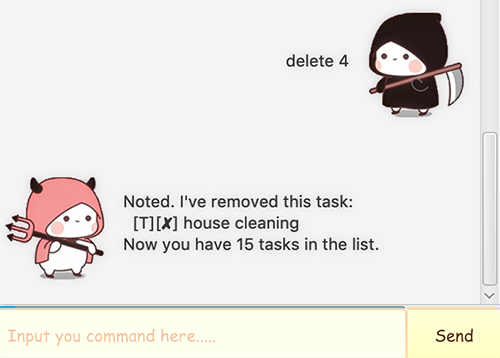 delete 4
Noted. I've removed this task:
[T][✘] house cleaning
Now you have 15 tasks in the list.
Input you command here.....
Send